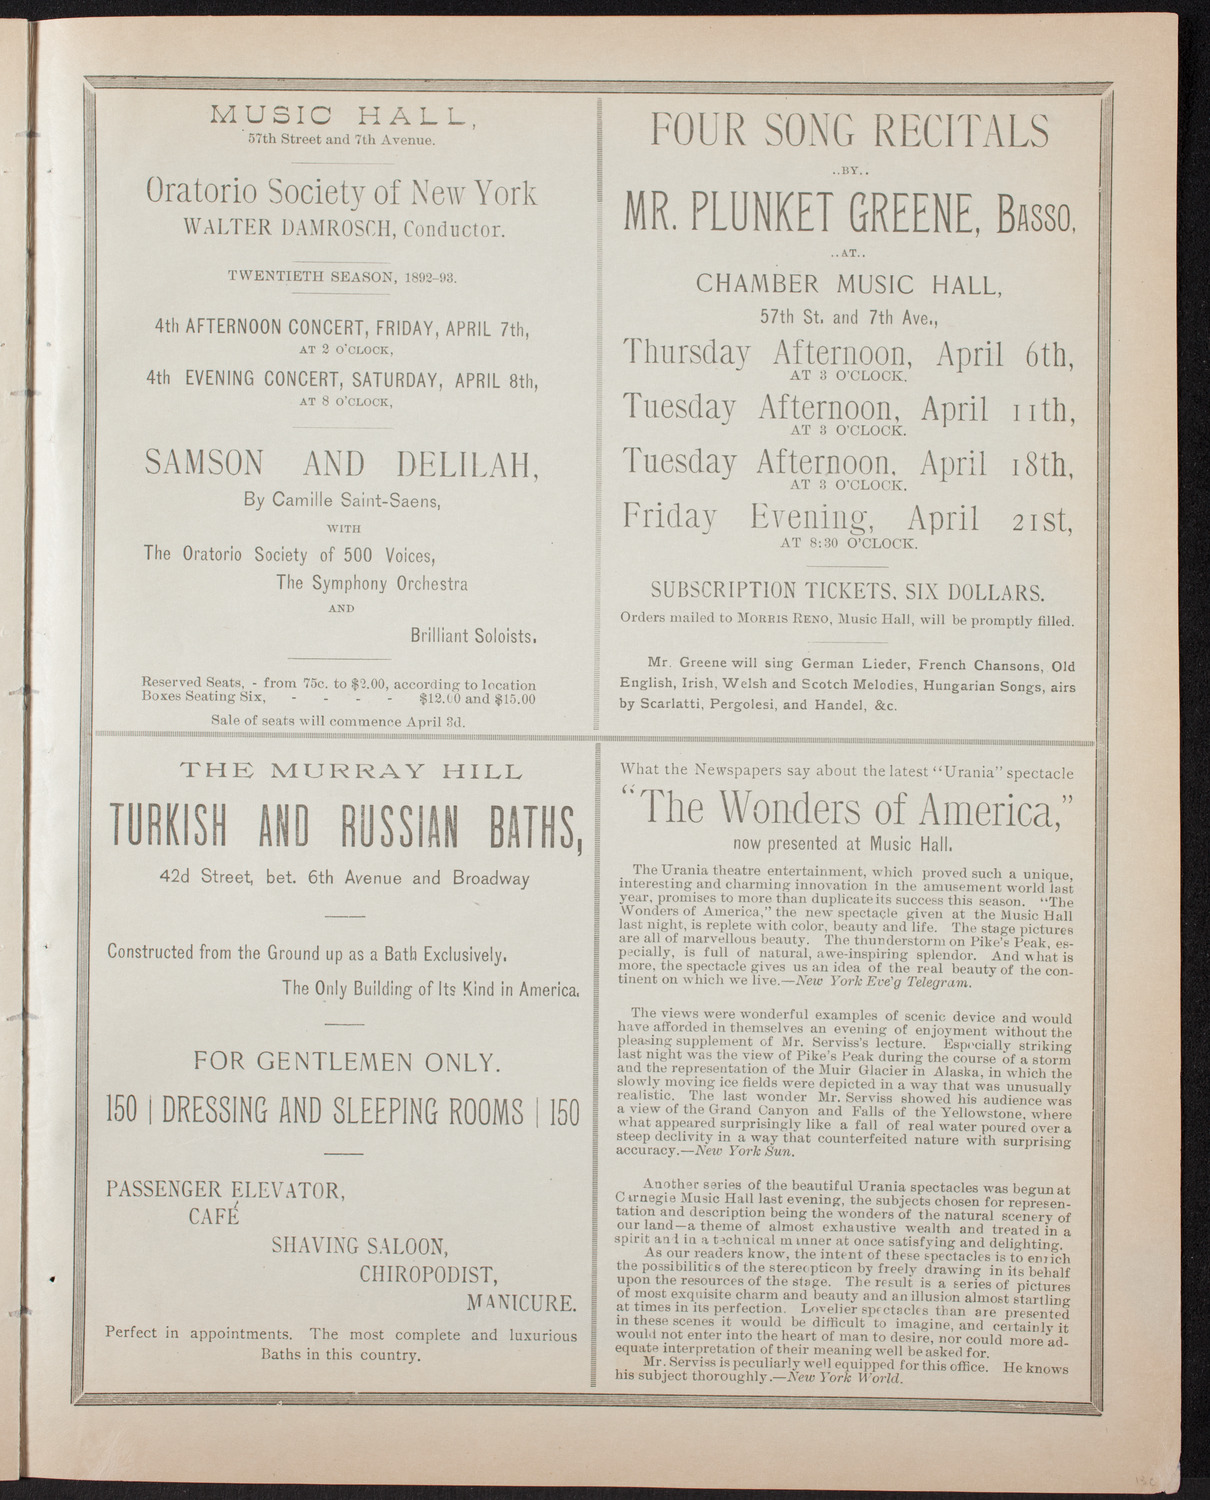 MUSIC HALL,
57th Street and 7th Avenue.
Oratorio Society of New York
WALTER DAMROSCH, Conductor.
TWENTIETH SEASON, 1892-93.
4th AFTERNOON CONCERT, FRIDAY, APRIL 7th,
AT 2 O'CLOCK,
4th EVENING CONCERT, SATURDAY, APRIL 8th,
AT 8 O'CLOCK,
SAMSON AND DELILAH,
By Camille Saint-Saens,
WITH
The Oratorio Society of 500 Voices,
The Symphony Orchestra
AND
Brilliant Soloists.
Reserved Seats, - from 75c. to $2.00, according to location
Boxes Seating Six, - - - - $12.00 and $15.00
Sale of seats will commence April 3d.
FOUR SONG RECITALS
..BY..
MR. PLUNKET GREENE, BASSO,
..AT..
CHAMBER MUSIC HALL,
57th St. and 7th Ave.,
Thursday Afternoon, April 6th,
AT 3 O'CLOCK.
Tuesday Afternoon, April 11th,
AT 3 O'CLOCK.
Tuesday Afternoon, April 18th,
AT 3 O'CLOCK.
Friday Evening, April 21st,
AT 8:30 O'CLOCK.
SUBSCRIPTION TICKETS, SIX DOLLARS.
Orders mailed to MORRIS RENO, Music Hall, will be promptly filled.
Mr. Greene will sing German Lieder, French Chansons, Old
English, Irish, Welsh and Scotch Melodies, Hungarian Songs, airs
by Scarlatti, Pergolesi, and Handel, &c.
THE MURRAY HILL
TURKISH AND RUSSIAN BATHS,
42d Street, bet. 6th Avenue and Broadway
Constructed from the Ground up as a Bath Exclusively.
The Only Building of Its Kind in America.
FOR GENTLEMEN ONLY.
150 | DRESSING AND SLEEPING ROOMS | 150
PASSENGER ELEVATOR,
CAFÉ
SHAVING SALOON,
CHIROPODIST,
MANICURE.
Perfect in appointments. The most complete and luxurious
Baths in this country.
What the Newspapers say about the latest "Urania" spectacle
"The Wonders of America,"
now presented at Music Hall.
The Urania theatre entertainment, which proved such a unique,
interesting and charming innovation in the amusement world last
year, promises to more than duplicate its success this season. "The
Wonders of America," the new spectacle given at the Music Hall
last night, is replete with color, beauty and life. The stage pictures
are all of marvellous beauty. The thunderstorm on Pike's Peak, es-
pecially, is full of natural, awe-inspiring splendor. And what is
more, the spectacle gives us an idea of the real beauty of the con-
tinent on which we live.—New York Eve'g Telegram.
The views were wonderful examples of scenic device and would
have afforded in themselves an evening of enjoyment without the
pleasing supplement of Mr. Serviss's lecture. Especially striking
last night was the view of Pike's Peak during the course of a storm
and the representation of the Muir Glacier in Alaska, in which the
slowly moving ice fields were depicted in a way that was unusually
realistic. The last wonder Mr. Serviss showed his audience was
a view of the Grand Canyon and Falls of the Yellowstone, where
what appeared surprisingly like a fall of real water poured over a
steep declivity in a way that counterfeited nature with surprising
accuracy.—New York Sun.
Another series of the beautiful Urania spectacles was begun at
Carnegie Music Hall last evening, the subjects chosen for represen-
tation and description being the wonders of the natural scenery of
our land—a theme of almost exhaustive wealth and treated in a
spirit and in a technical manner at once satisfying and delighting.
As our readers know, the intent of these spectacles is to enrich
the possibilities of the stereopticon by freely drawing in its behalf
upon the resources of the stage. The result is a series of pictures
of most exquisite charm and beauty and an illusion almost startling
at times in its perfection. Lovelier spectacles than are presented
in these scenes it would be difficult to imagine, and certainly it
would not enter into the heart of man to desire, nor could more ad-
equate interpretation of their meaning well be asked for.
Mr. Serviss is peculiarly well equipped for this office. He knows
his subject thoroughly.—New York World.